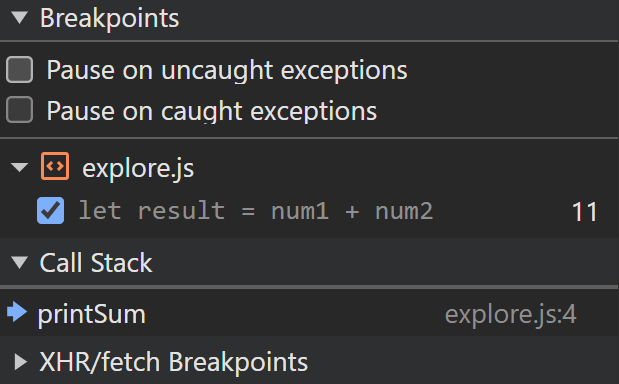 Breakpoints
Pause on uncaught exceptions
Pause on caught exceptions
explore.js
let result = num1 + num2 11
Call Stack
printSum explore.js:4
XHR/fetch Breakpoints